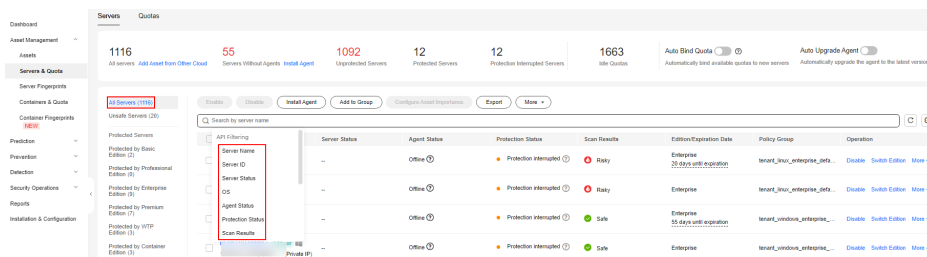 Servers Quotas
Dashboard
Asset Management
Assets
Servers & Quota
Server Fingerprints
Containers & Quota
Container Fingerprints
NEW
Prediction
Prevention
Detection
Security Operations
Reports
Installation & Configuration
1116
All servers Add Asset from Other Cloud
55
Servers Without Agents Install Agent
1092
Unprotected Servers
12
Protected Servers
12
Protection Interrupted Servers
1663
Idle Quotas
Auto Bind Quota
Automatically bind available quotas to new servers
Auto Upgrade Agent
Automatically upgrade the agent to the latest version
All Servers (1116)
Unsafe Servers (20)
Protected Servers
Protected by Basic
Edition (2)
Protected by Professional
Edition (8)
Protected by Enterprise
Edition (9)
Protected by Premium
Edition (7)
Protected by WTP
Edition (3)
Protected by Container
Edition (3)
Enable Disable Install Agent Add to Group Configure Asset Importance Export More
Search by server name
API Filtering
Server Name
Server ID
Server Status
OS
Agent Status
Protection Status
Scan Results
Server Status Agent Status Protection Status Scan Results Edition/Expiration Date Policy Group Operation
-- Offline Protection interrupted Risky Enterprise tenant_linux_enterprise_defa... Disable Switch Edition More
20 days until expiration
-- Offline Protection interrupted Risky Enterprise tenant_linux_enterprise_defa... Disable Switch Edition More
-- Offline Protection interrupted Safe Enterprise tenant_windows_enterprise_... Disable Switch Edition More
55 days until expiration
-- Offline Protection interrupted Safe Enterprise tenant_windows_enterprise_... Disable Switch Edition More
(Private IP)